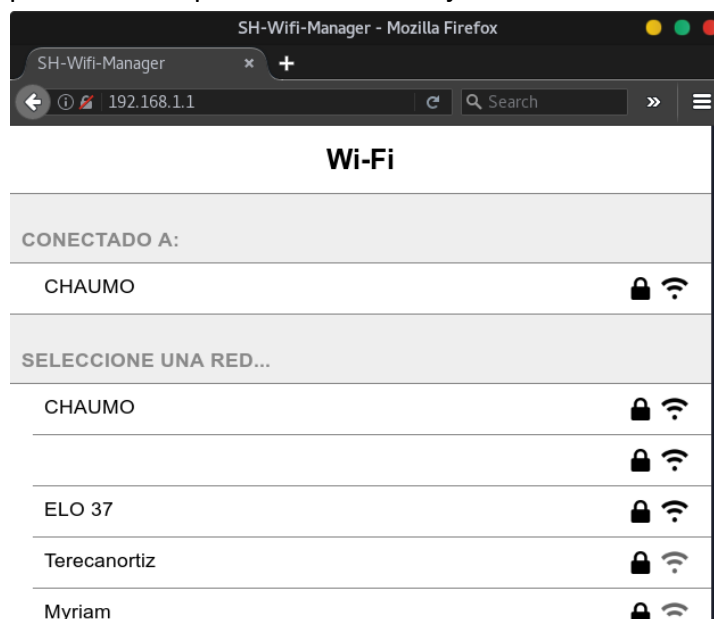 SH-Wifi-Manager - Mozilla Firefox
SH-Wifi-Manager × +
192.168.1.1 Search »
Wi-Fi
CONECTADO A:
CHAUMO
SELECCIONE UNA RED...
CHAUMO
ELO 37
Terecanortiz
Myriam